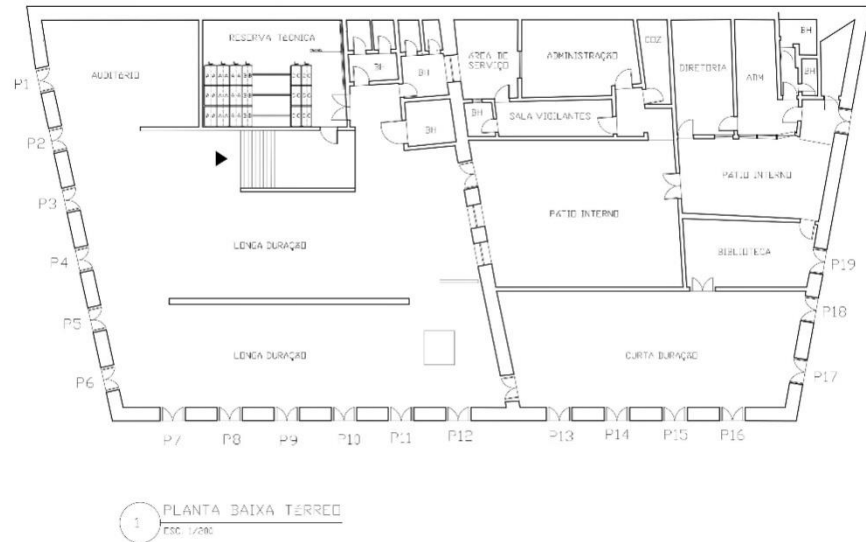 RESERVA TÉCNICA
AUDITÓRIO
BH
BH
BH
ÁREA DE
SERVIÇO
ADMINISTRAÇÃO
COZ
DIRETORIA
ADM
BH
BH
BH
SALA VIGILANTES
PÁTIO INTERNO
PÁTIO INTERNO
LONGA DURAÇÃO
BIBLIOTECA
LONGA DURAÇÃO
CURTA DURAÇÃO
P1
P2
P3
P4
P5
P6
P7
P8
P9
P10
P11
P12
P13
P14
P15
P16
P17
P18
P19
1
PLANTA BAIXA TÉRREO
ESC. 1/200